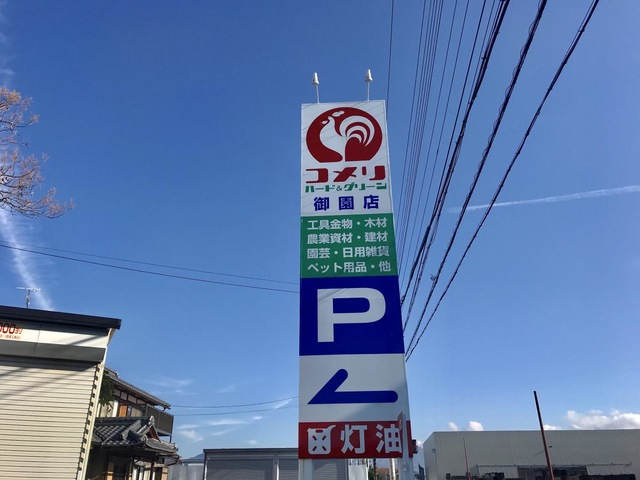 コメリ
ハード&グリーン
御園店
工具金物・木材
農業資材・建材
園芸・日用雑貨
ペット用品・他
P
灯油